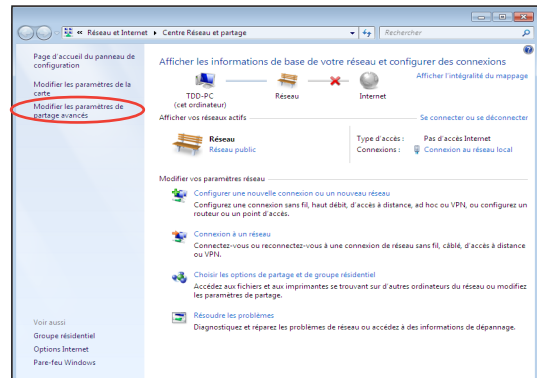 « Réseau et Internet ▸ Centre Réseau et partage
Rechercher
Page d'accueil du panneau de
configuration
Modifier les paramètres de la
carte
Modifier les paramètres de
partage avancés
Afficher les informations de base de votre réseau et configurer des connexions
Afficher l'intégralité du mappage
TDD-PC
(cet ordinateur)
Réseau
Internet
Afficher vos réseaux actifs
Se connecter ou se déconnecter
Réseau
Réseau public
Type d'accès : Pas d'accès Internet
Connexions : Connexion au réseau local
Modifier vos paramètres réseau
Configurer une nouvelle connexion ou un nouveau réseau
Configurez une connexion sans fil, haut débit, d'accès à distance, ad hoc ou VPN, ou configurez un
routeur ou un point d'accès.
Connexion à un réseau
Connectez-vous ou reconnectez-vous à une connexion de réseau sans fil, câblé, d'accès à distance
ou VPN.
Choisir les options de partage et de groupe résidentiel
Accédez aux fichiers et aux imprimantes se trouvant sur d'autres ordinateurs du réseau ou modifiez
les paramètres de partage.
Résoudre les problèmes
Diagnostiquez et réparez les problèmes de réseau ou accédez à des informations de dépannage.
Voir aussi
Groupe résidentiel
Options Internet
Pare-feu Windows